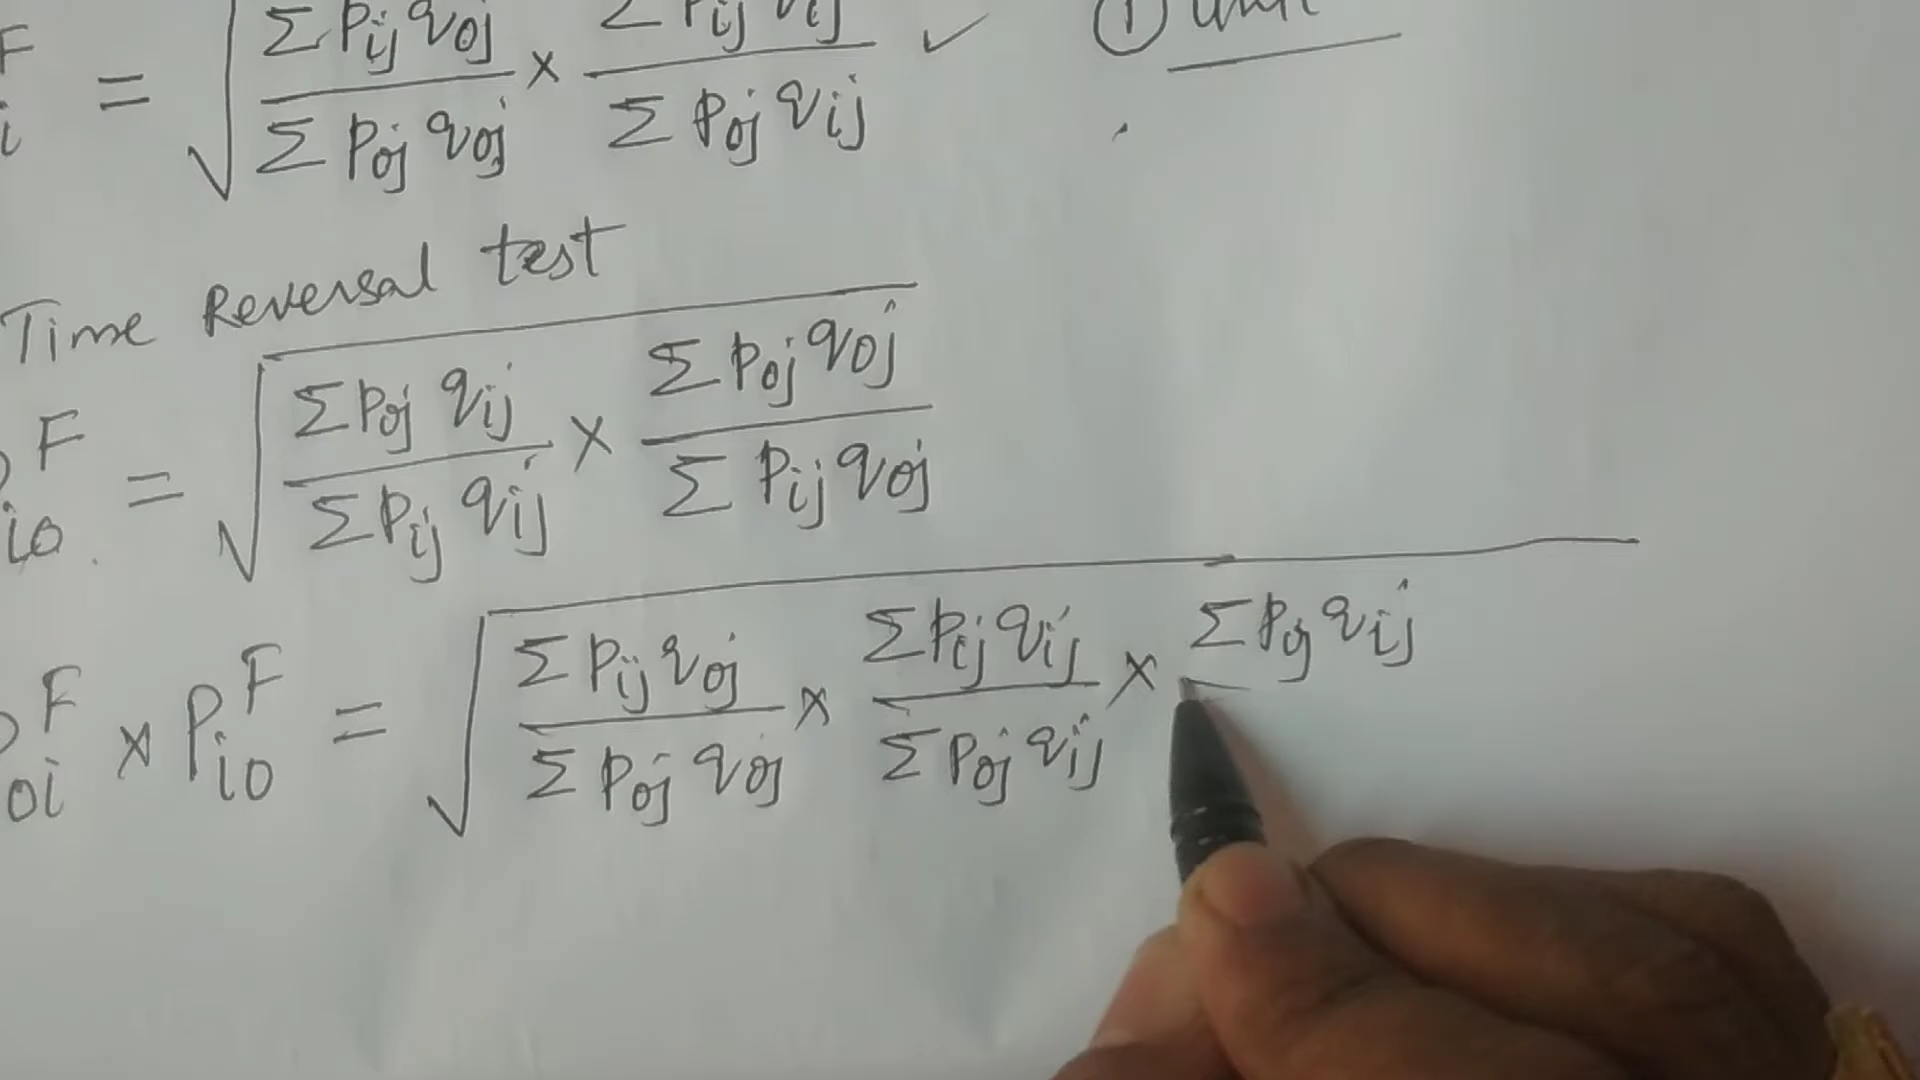 F i = √ Σ Pij qoj / Σ Poj qoj × Σ Pij qij / Σ Poj qij ✓
① unit
Time Reversal test
P F io = √ Σ Poj qij / Σ Pij qij × Σ Poj qoj / Σ Pij qoj
P F oi × P F io = √ Σ Pij qoj / Σ Poj qoj × Σ Pij qij / Σ Poj qij × Σ Poj qij